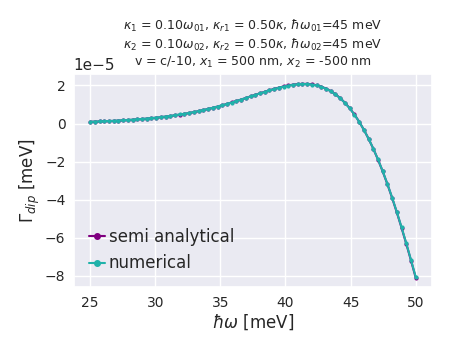 κ₁ = 0.10ω₀₁, κᵣ₁ = 0.50κ, ℏω₀₁=45 meV
κ₂ = 0.10ω₀₂, κᵣ₂ = 0.50κ, ℏω₀₂=45 meV
v = c/-10, x₁ = 500 nm, x₂ = -500 nm
1e−5
2
0
−2
−4
−6
−8
Γ_dip [meV]
semi analytical
numerical
25 30 35 40 45 50
ℏω [meV]